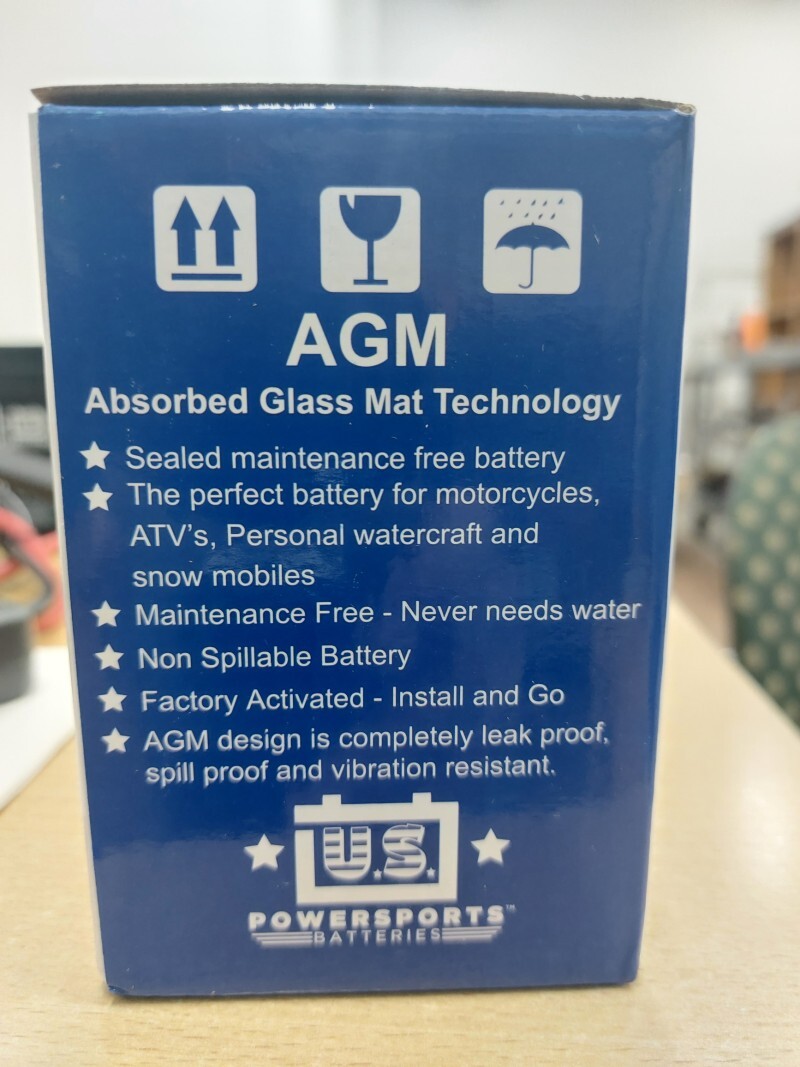 AGM
Absorbed Glass Mat Technology
Sealed maintenance free battery
The perfect battery for motorcycles,
ATV's, Personal watercraft and
snow mobiles
Maintenance Free - Never needs water
Non Spillable Battery
Factory Activated - Install and Go
AGM design is completely leak proof,
spill proof and vibration resistant.
U.S.
POWERSPORTS™
BATTERIES